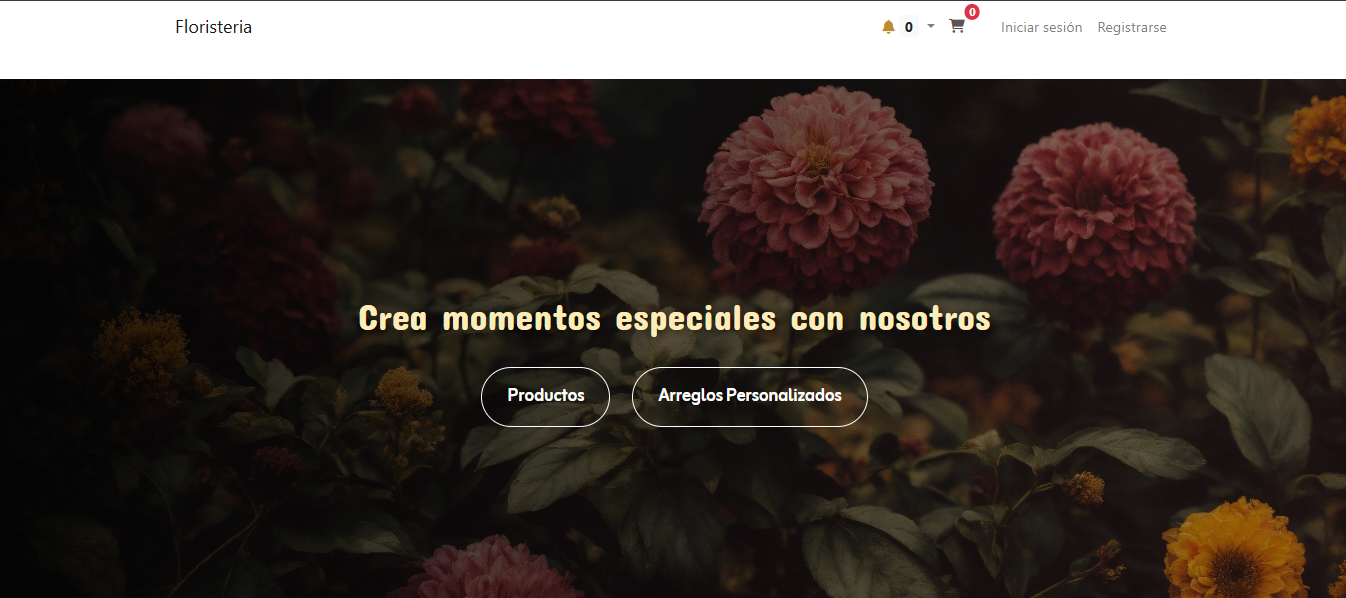 Floristeria 0 0 Iniciar sesión Registrarse
Crea momentos especiales con nosotros
Productos Arreglos Personalizados